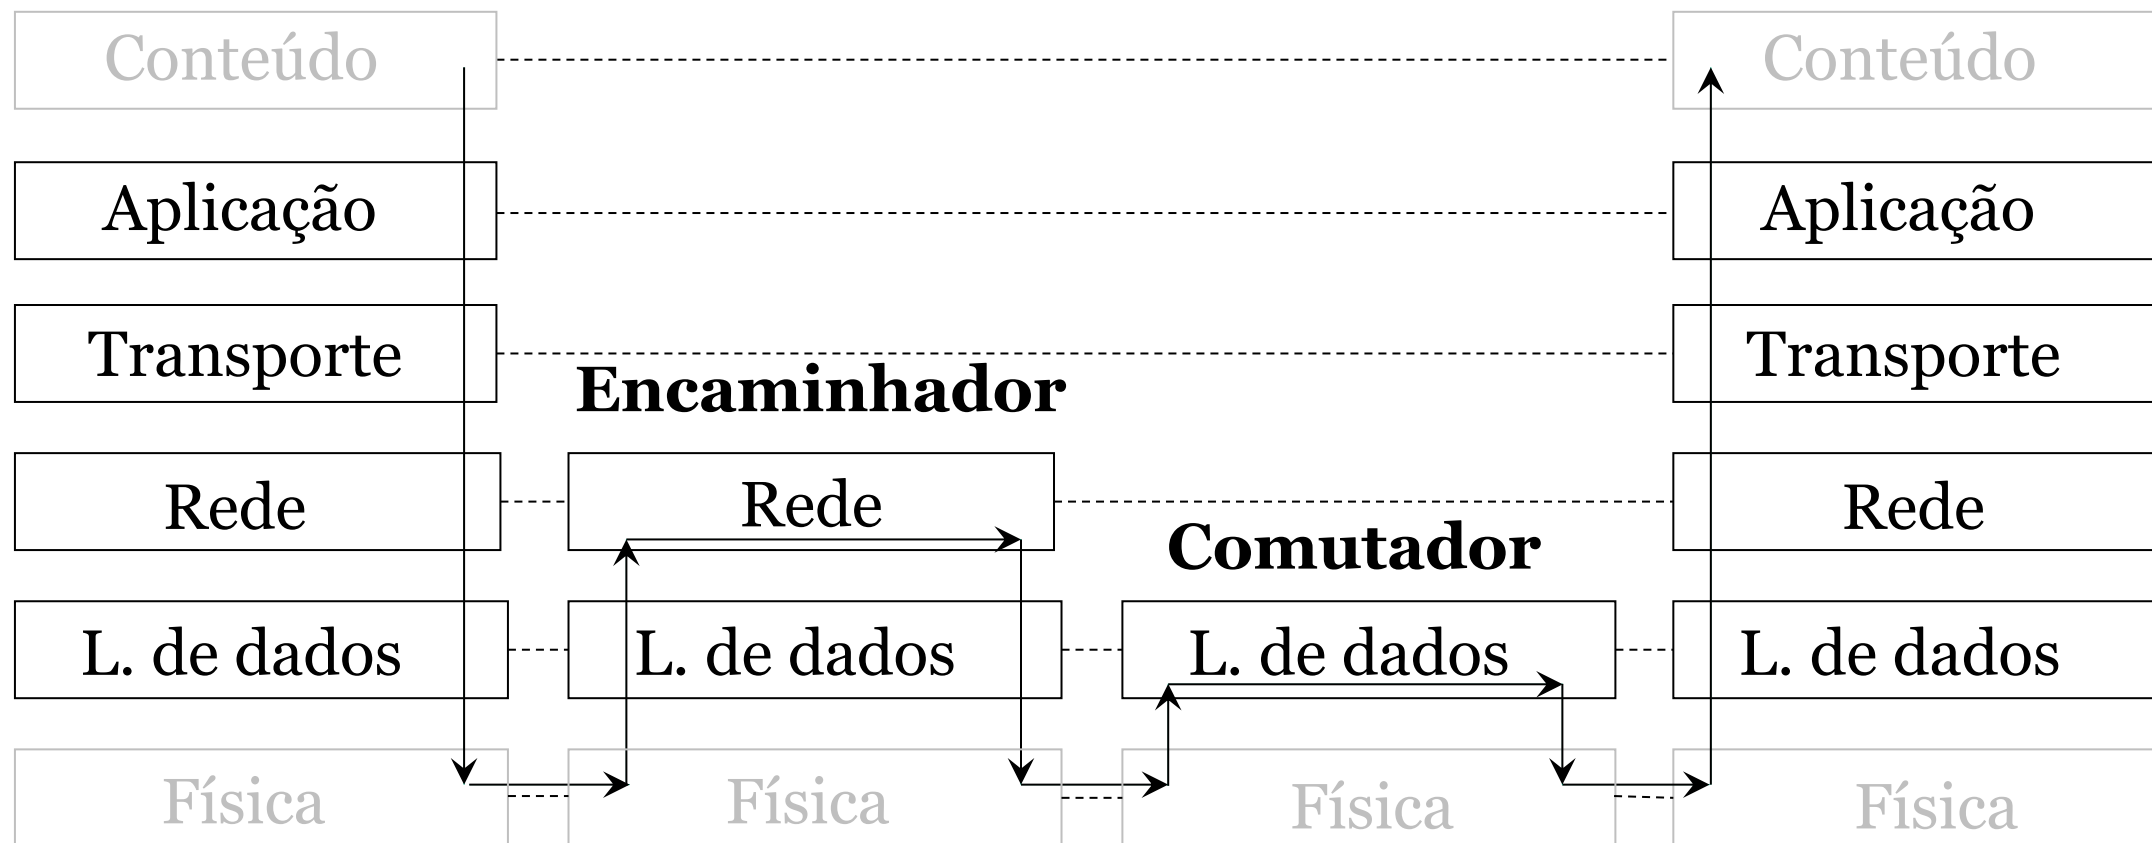 Conteúdo
Conteúdo
Aplicação
Aplicação
Transporte
Transporte
Encaminhador
Rede
Rede
Rede
Comutador
L. de dados
L. de dados
L. de dados
L. de dados
Física
Física
Física
Física